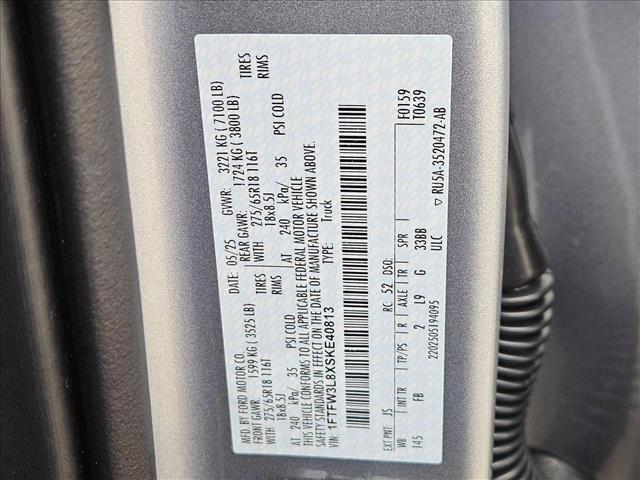 MFD. BY FORD MOTOR CO.
05/25 GVWR: 3221 KG ( 7100 LB)
FRONT GAWR: 1599 KG ( 3525 LB)
REAR GAWR: 1724 KG ( 3800 LB)
WITH 275/65R18 116T TIRES
WITH 275/65R18 116T TIRES
18x8.5J RIMS
18x8.5J RIMS
AT 240 kPa/ 35 PSI COLD
AT 240 kPa/ 35 PSI COLD
THIS VEHICLE CONFORMS TO ALL APPLICABLE FEDERAL MOTOR VEHICLE
SAFETY STANDARDS IN EFFECT ON THE DATE OF MANUFACTURE SHOWN ABOVE.
VIN: 1FTFW3L8XSKE40813
TYPE: Truck
F0159
T0639
EXT PNT: JS RC: 52 DSO:
WB INT TR TP/PS R AXLE TR SPR
145 FB 2 L9 G 33BB
2202505194095 ULC
▽ RU5A-3520472-AB